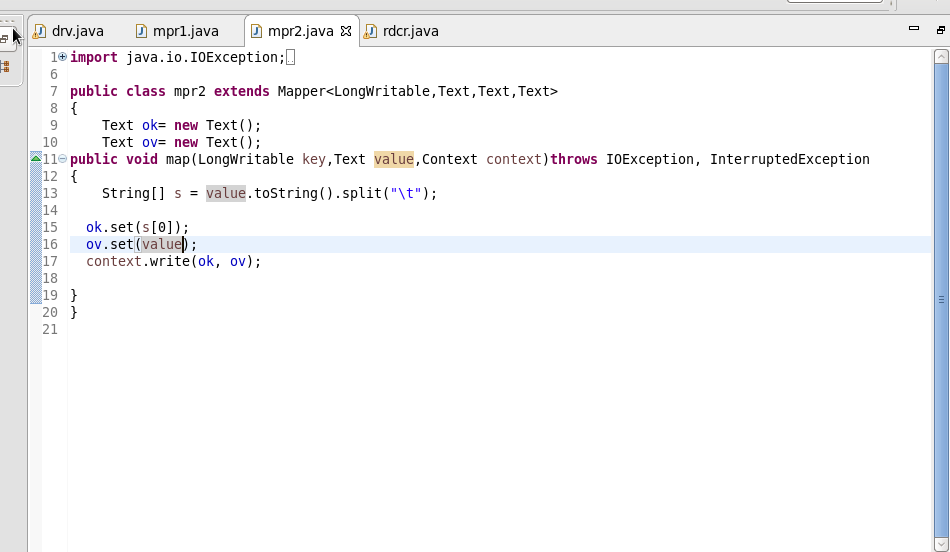 drv.java mpr1.java mpr2.java rdcr.java
1 import java.io.IOException;
6
7 public class mpr2 extends Mapper<LongWritable,Text,Text,Text>
8 {
9     Text ok= new Text();
10     Text ov= new Text();
11 public void map(LongWritable key,Text value,Context context)throws IOException, InterruptedException
12 {
13     String[] s = value.toString().split("\t");
14
15   ok.set(s[0]);
16   ov.set(value);
17   context.write(ok, ov);
18
19 }
20 }
21